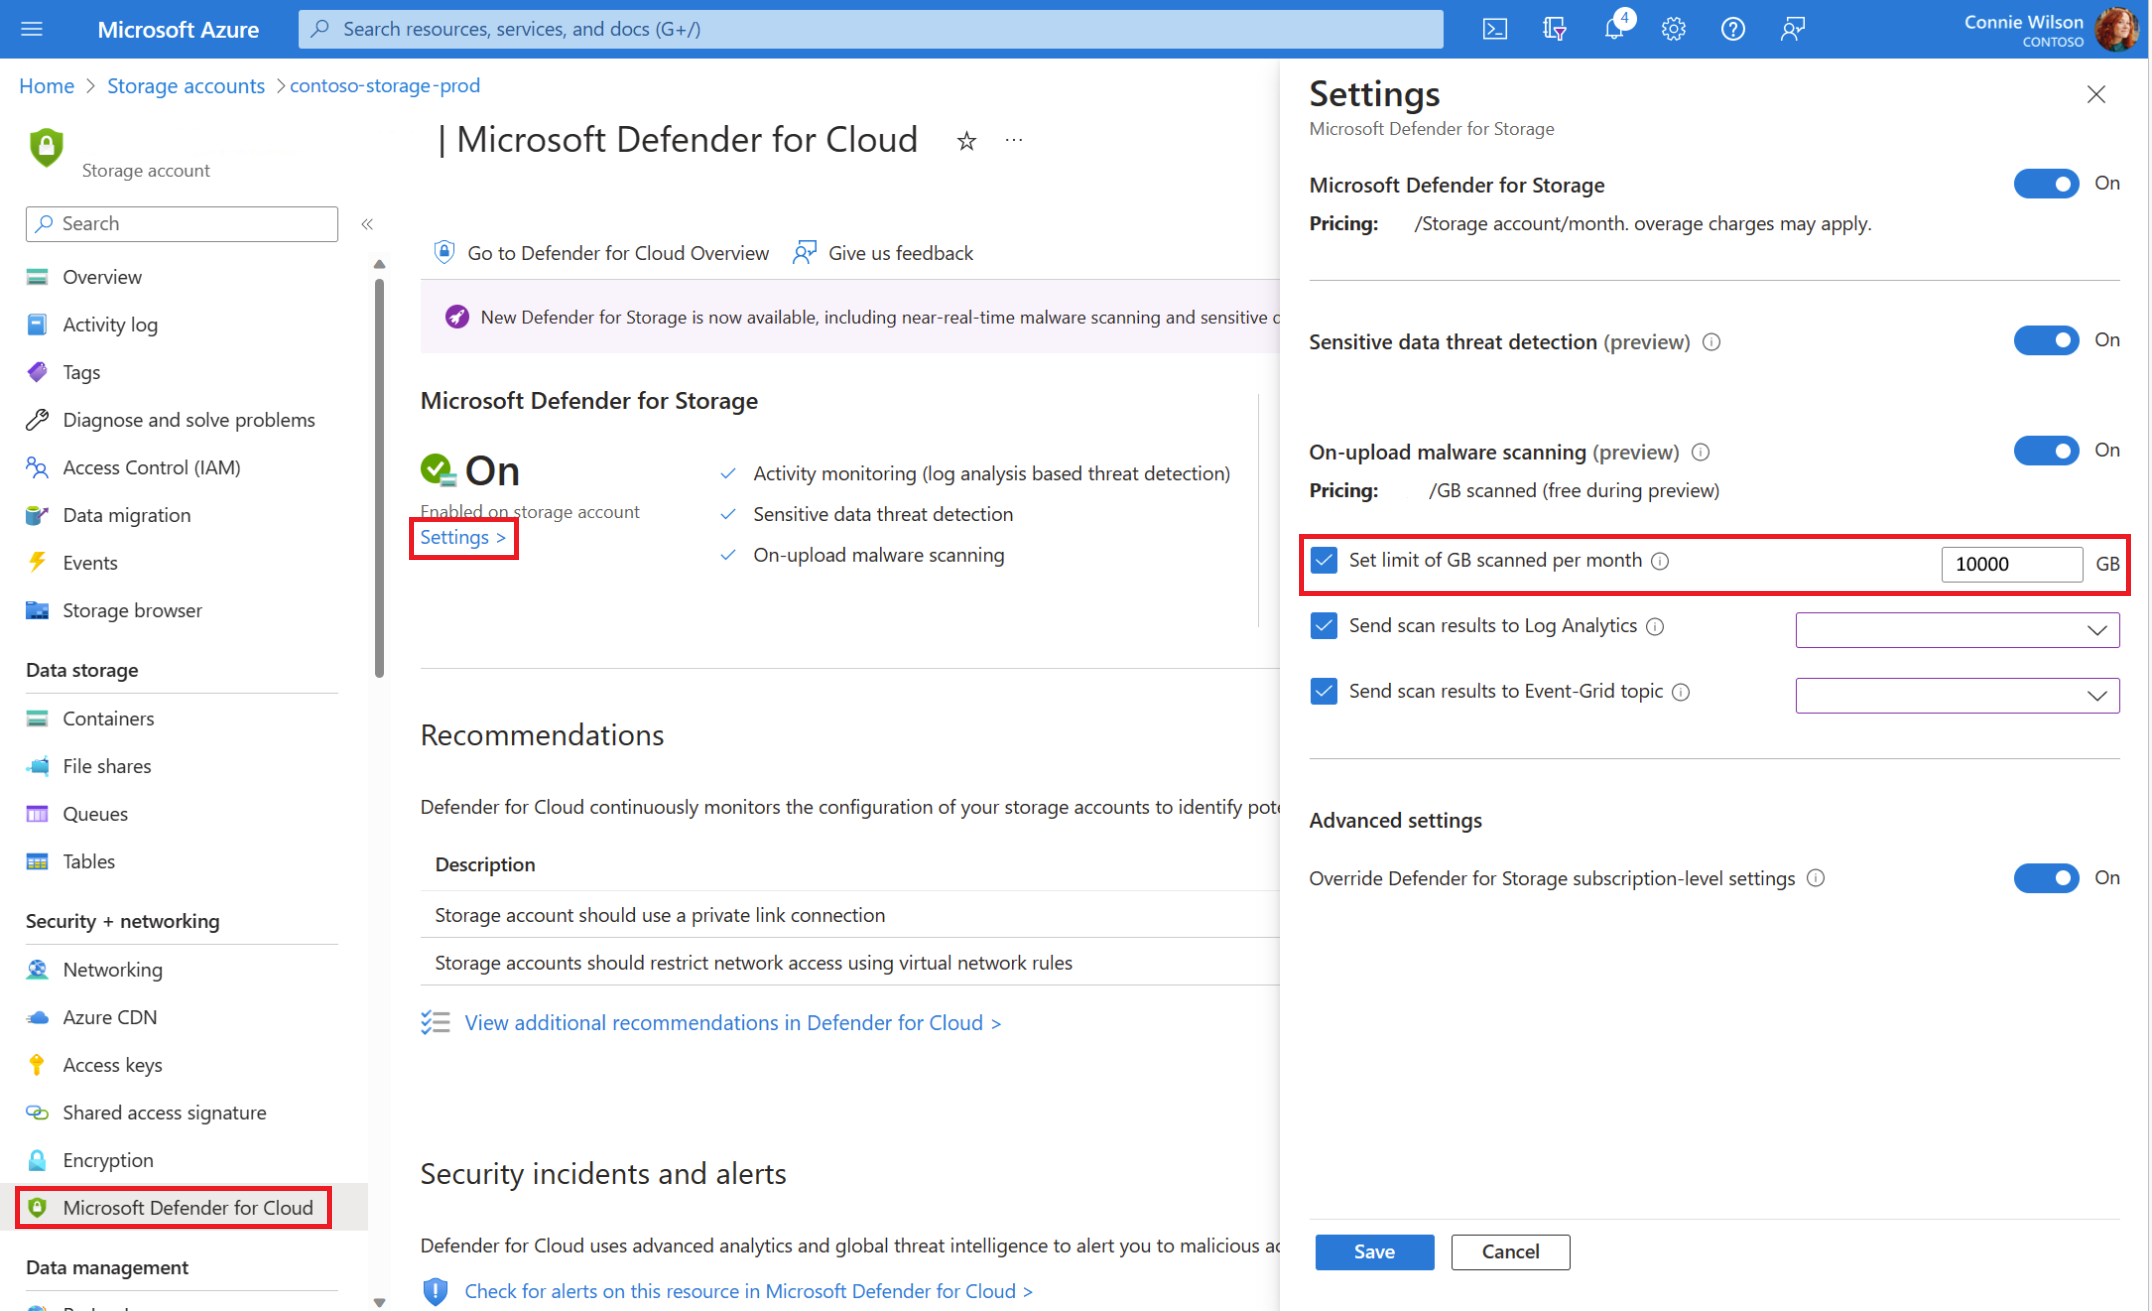 Microsoft Azure
Search resources, services, and docs (G+/)
4
Connie Wilson
CONTOSO
Home > Storage accounts > contoso-storage-prod
Storage account
| Microsoft Defender for Cloud
Search
Overview
Activity log
Tags
Diagnose and solve problems
Access Control (IAM)
Data migration
Events
Storage browser
Data storage
Containers
File shares
Queues
Tables
Security + networking
Networking
Azure CDN
Access keys
Shared access signature
Encryption
Microsoft Defender for Cloud
Data management
Go to Defender for Cloud Overview
Give us feedback
New Defender for Storage is now available, including near-real-time malware scanning and sensitive
Microsoft Defender for Storage
On
Enabled on storage account
Settings >
Activity monitoring (log analysis based threat detection)
Sensitive data threat detection
On-upload malware scanning
Recommendations
Defender for Cloud continuously monitors the configuration of your storage accounts to identify
Description
Storage account should use a private link connection
Storage accounts should restrict network access using virtual network rules
View additional recommendations in Defender for Cloud >
Security incidents and alerts
Defender for Cloud uses advanced analytics and global threat intelligence to alert you to malicious
Check for alerts on this resource in Microsoft Defender for Cloud >
Settings
Microsoft Defender for Storage
Microsoft Defender for Storage
On
Pricing: /Storage account/month. overage charges may apply.
Sensitive data threat detection (preview)
On
On-upload malware scanning (preview)
On
Pricing: /GB scanned (free during preview)
Set limit of GB scanned per month
10000 GB
Send scan results to Log Analytics
Send scan results to Event-Grid topic
Advanced settings
Override Defender for Storage subscription-level settings
On
Save
Cancel